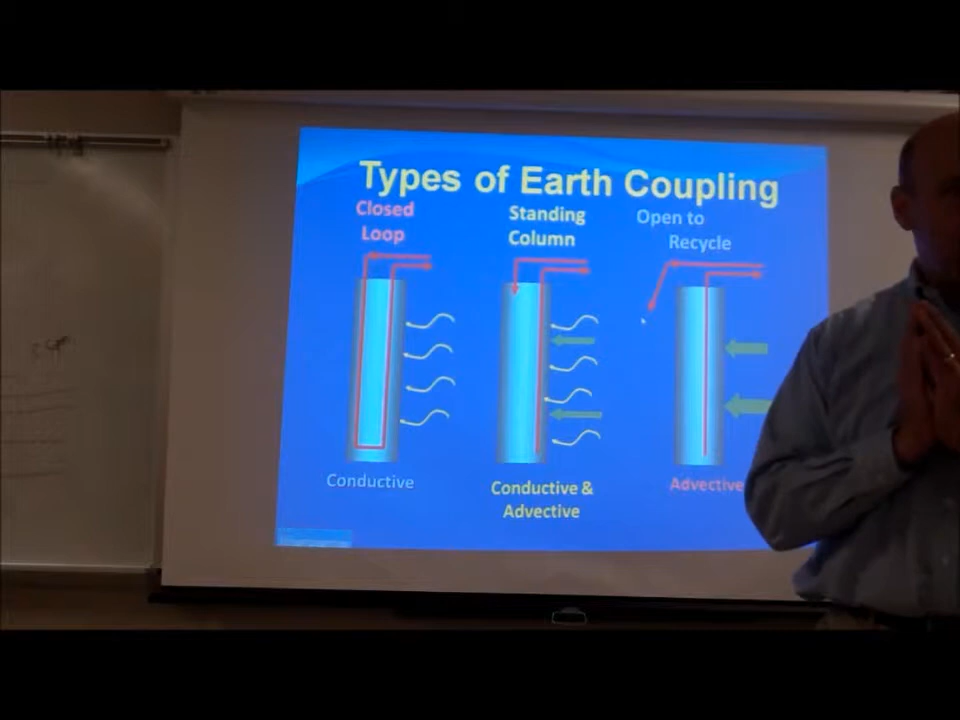 Types of Earth Coupling
Closed
Loop
Standing
Column
Open to
Recycle
Conductive
Conductive &
Advective
Advective